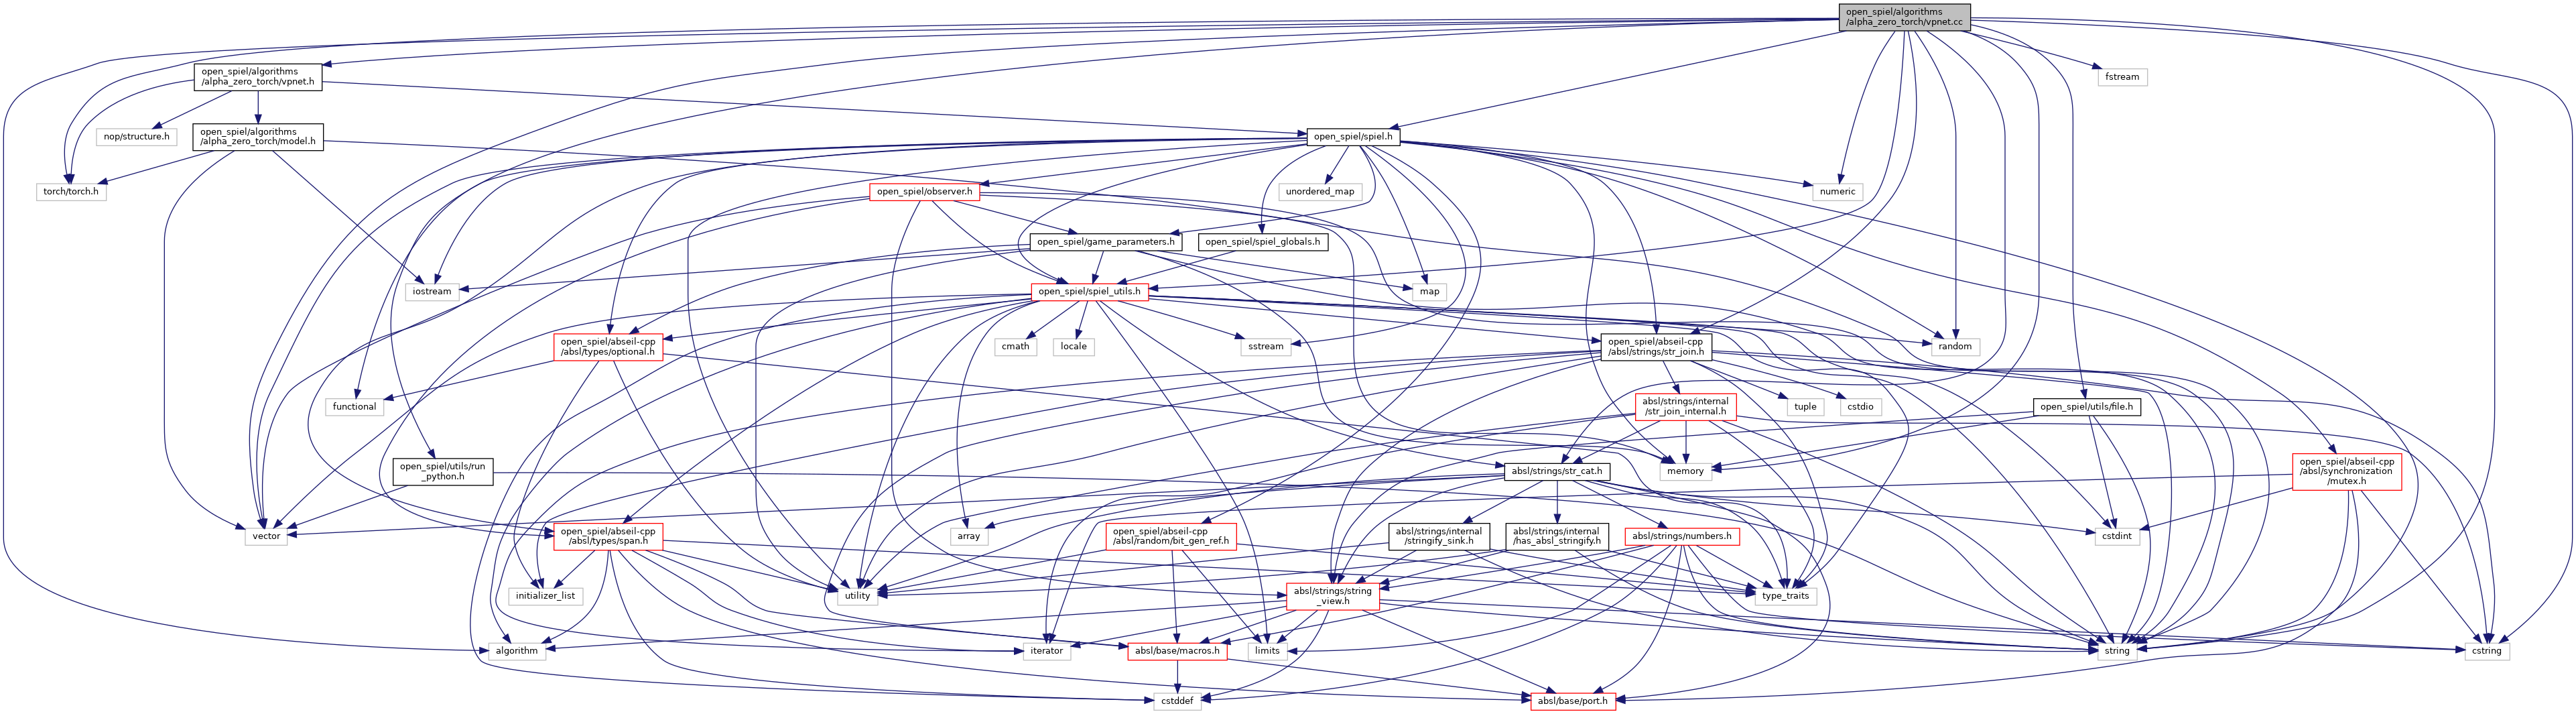 open_spiel/algorithms
/alpha_zero_torch/vpnet.cc
open_spiel/algorithms
/alpha_zero_torch/vpnet.h
fstream
nop/structure.h
open_spiel/algorithms
/alpha_zero_torch/model.h
open_spiel/spiel.h
torch/torch.h
open_spiel/observer.h
unordered_map
numeric
open_spiel/game_parameters.h
open_spiel/spiel_globals.h
iostream
open_spiel/spiel_utils.h
map
open_spiel/abseil-cpp
/absl/types/optional.h
cmath
locale
sstream
open_spiel/abseil-cpp
/absl/strings/str_join.h
random
functional
absl/strings/internal
/str_join_internal.h
tuple
cstdio
open_spiel/utils/file.h
open_spiel/utils/run
_python.h
absl/strings/str_cat.h
memory
open_spiel/abseil-cpp
/absl/synchronization
/mutex.h
vector
open_spiel/abseil-cpp
/absl/types/span.h
array
open_spiel/abseil-cpp
/absl/random/bit_gen_ref.h
absl/strings/internal
/stringify_sink.h
absl/strings/internal
/has_absl_stringify.h
absl/strings/numbers.h
cstdint
initializer_list
utility
absl/strings/string
_view.h
type_traits
algorithm
iterator
absl/base/macros.h
limits
string
cstring
cstddef
absl/base/port.h